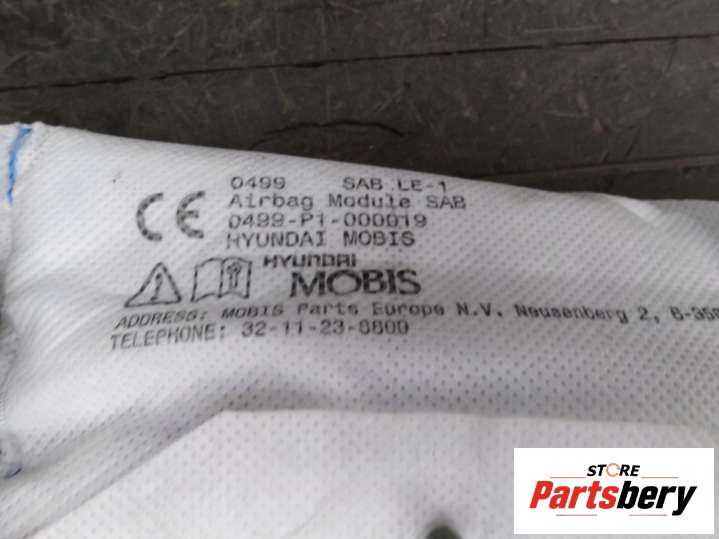 0499 SAB LE-1
Airbag Module SAB
0499-P1-000019
HYUNDAI MOBIS
CE
HYUNDAI
MOBIS
ADDRESS: MOBIS Parts Europe N.V. Neusenberg 2,
TELEPHONE: 32-11-23-8800
STORE
Partsbery